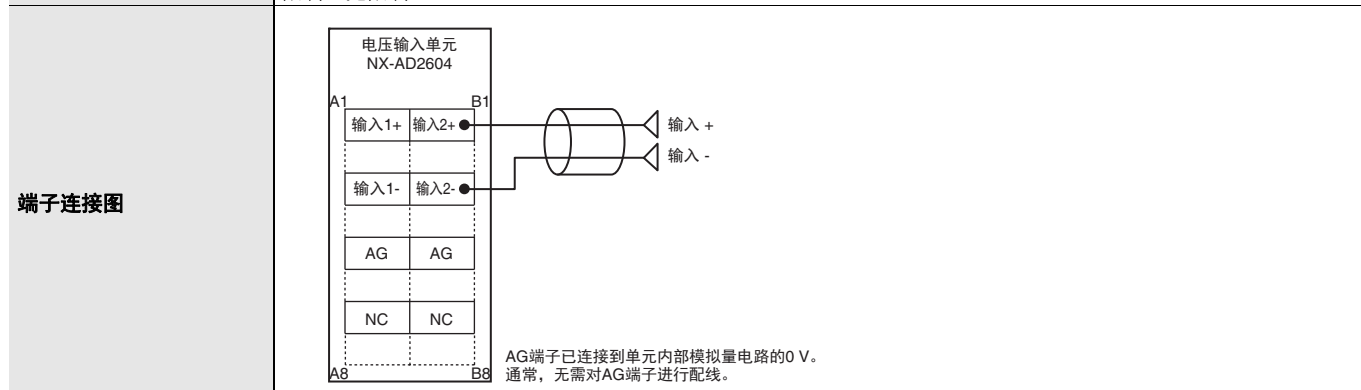 端子连接图
电压输入单元
NX-AD2604
A1 B1
输入1+ 输入2+ 输入 +
输入 -
输入1- 输入2-
AG AG
NC NC
A8 B8
AG端子已连接到单元内部模拟量电路的0 V。
通常，无需对AG端子进行配线。